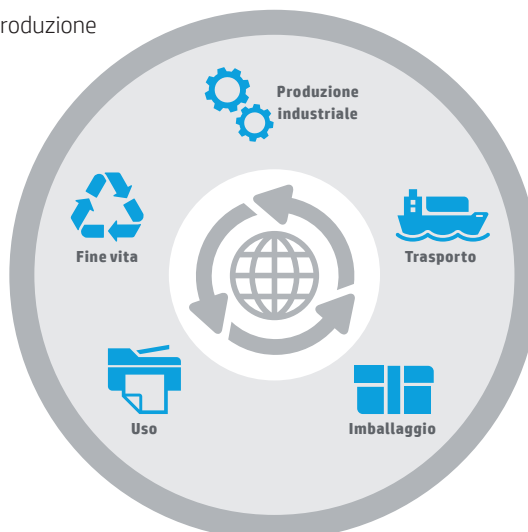 roduzione
Produzione
industriale
Fine vita
Trasporto
Uso
Imballaggio